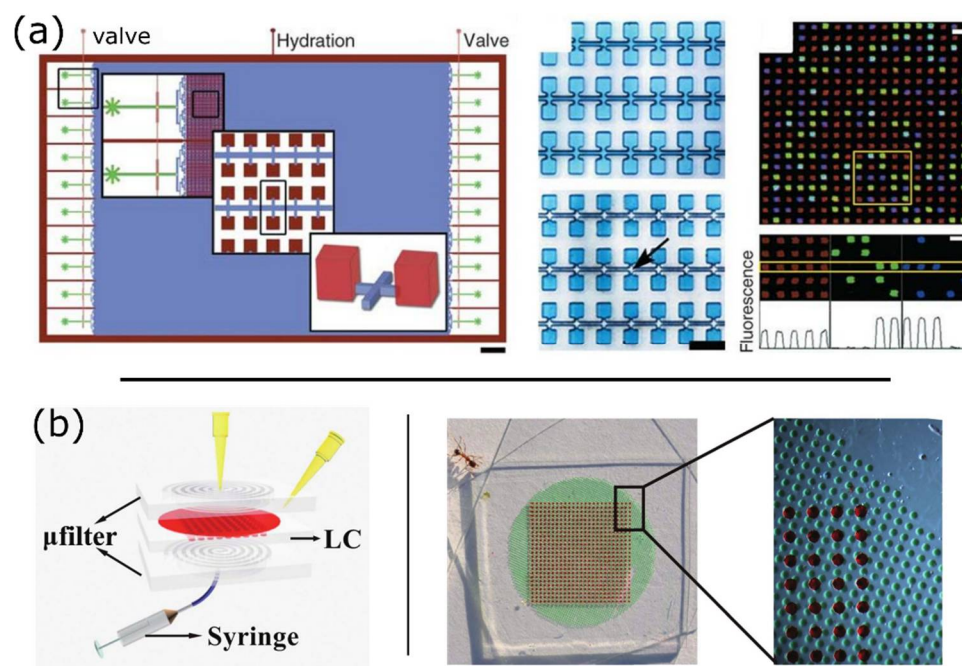 (a)
valve
Hydration
Valve
Fluorescence
(b)
µfilter
LC
Syringe